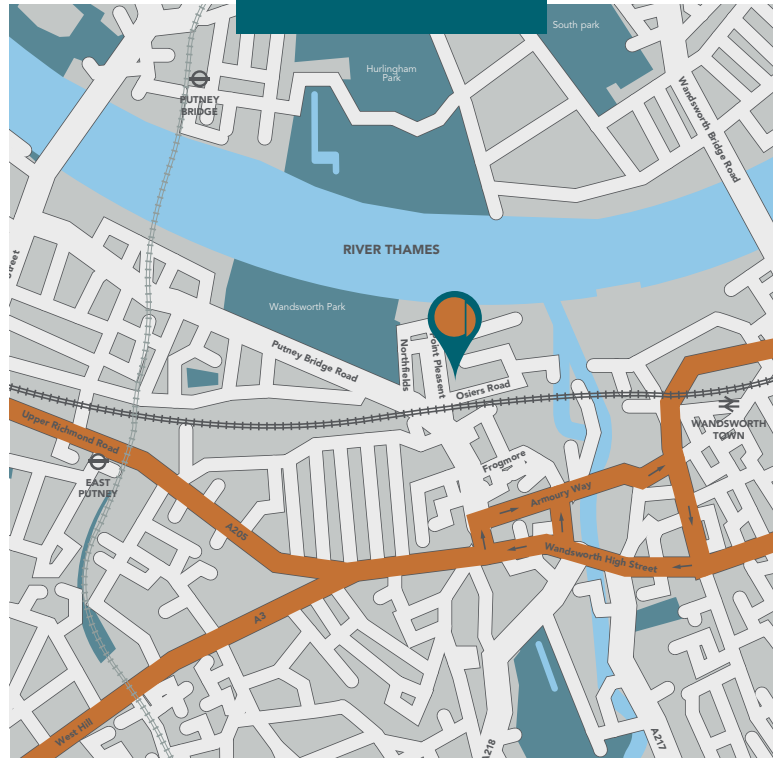 South park
Hurlingham
Park
PUTNEY
BRIDGE
Wandsworth Bridge Road
RIVER THAMES
Wandsworth Park
Putney Bridge Road
Northfields
Point Pleasent
Osiers Road
Upper Richmond Road
WANDSWORTH
TOWN
EAST
PUTNEY
Frogmore
Armoury Way
A205
Wandsworth High Street
A3
West Hill
A218
A217